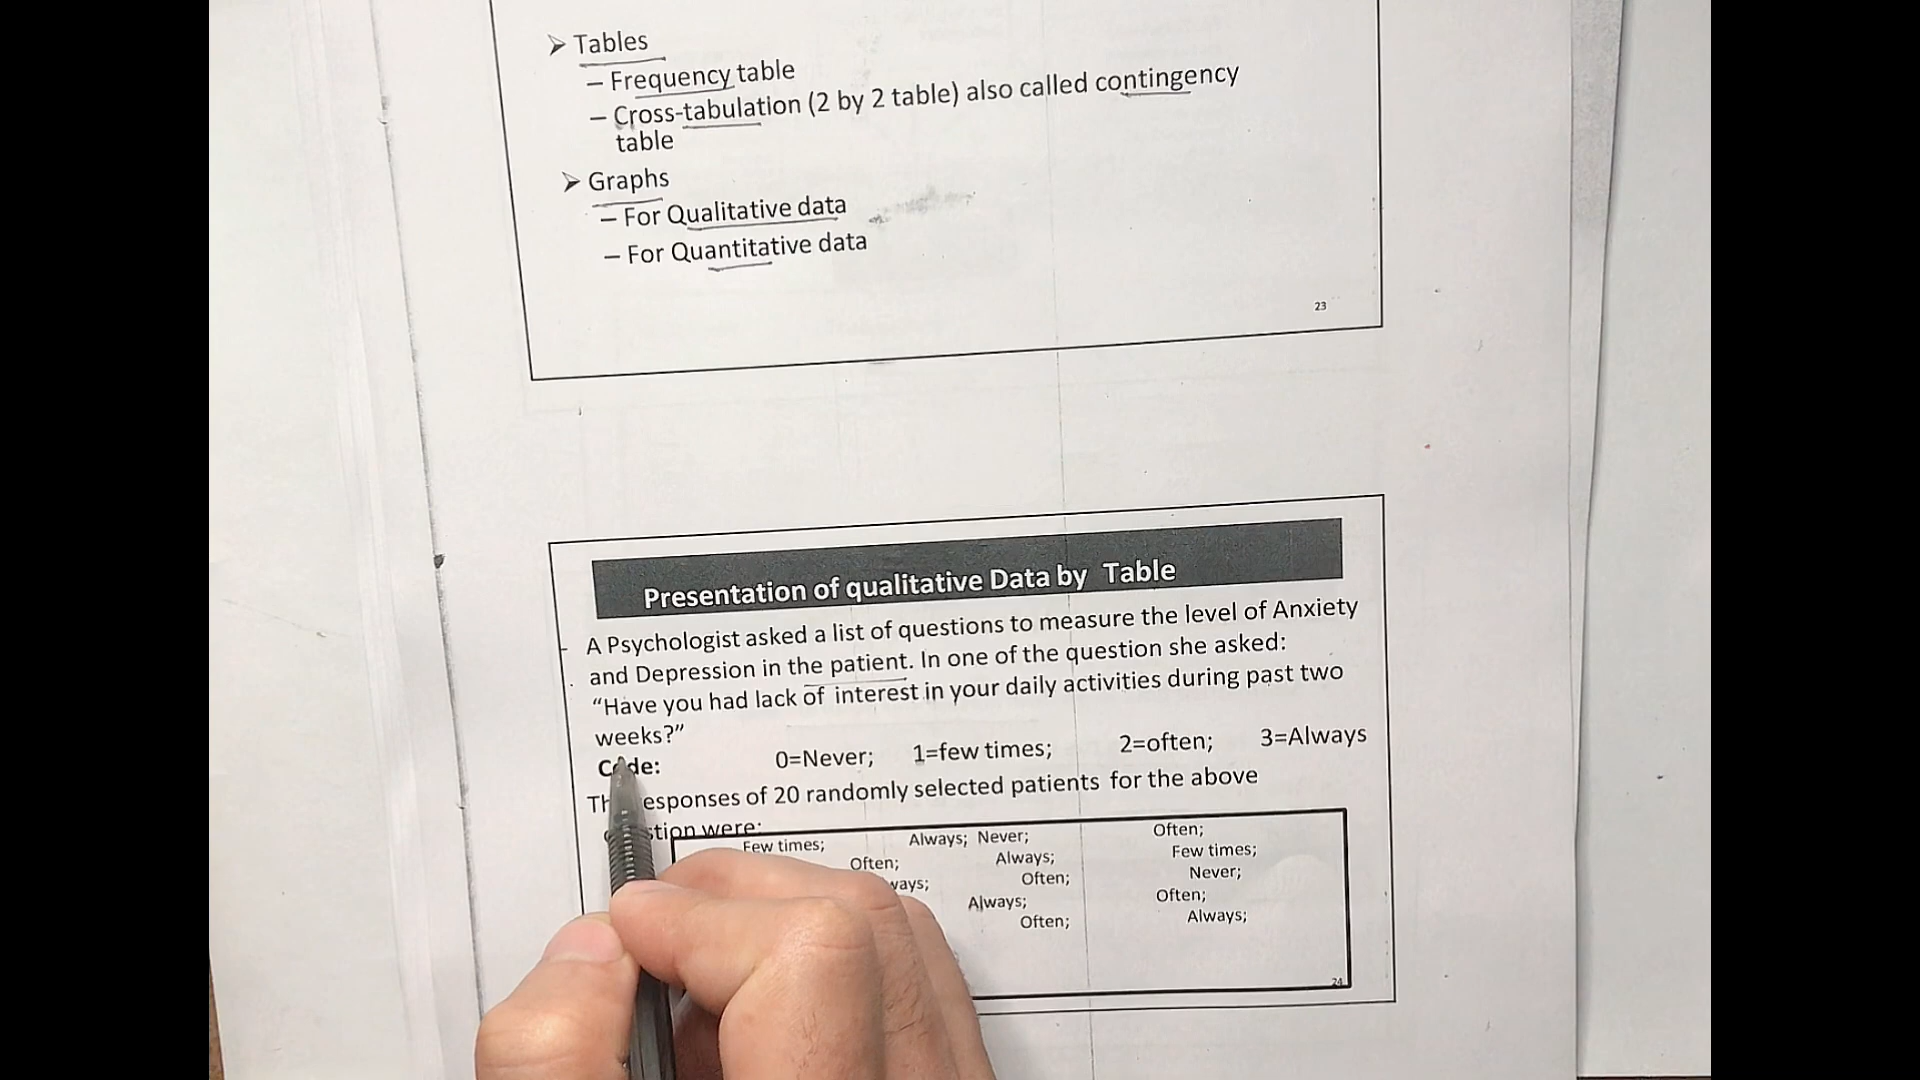 ➢ Tables
– Frequency table
– Cross-tabulation (2 by 2 table) also called contingency
table
➢ Graphs
– For Qualitative data
– For Quantitative data
23
Presentation of qualitative Data by Table
A Psychologist asked a list of questions to measure the level of Anxiety
and Depression in the patient. In one of the question she asked:
“Have you had lack of interest in your daily activities during past two
weeks?”
Code: 0=Never; 1=few times; 2=often; 3=Always
responses of 20 randomly selected patients for the above
were:
Few times; Always; Never; Often;
Often; Always; Few times;
Often; Never;
Always; Often;
Often; Always;
24